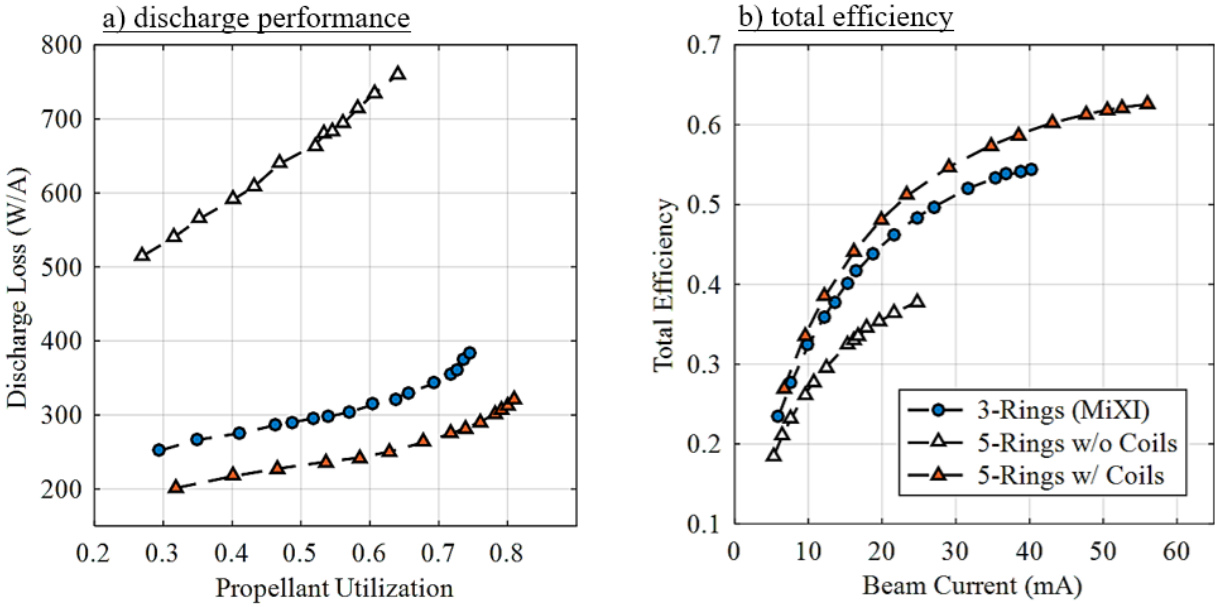 a) discharge performance
800
700
600
500
400
300
200
0.2 0.3 0.4 0.5 0.6 0.7 0.8
Discharge Loss (W/A)
Propellant Utilization
b) total efficiency
0.7
0.6
0.5
0.4
0.3
0.2
0.1
0 10 20 30 40 50 60
Total Efficiency
Beam Current (mA)
3-Rings (MiXI)
5-Rings w/o Coils
5-Rings w/ Coils